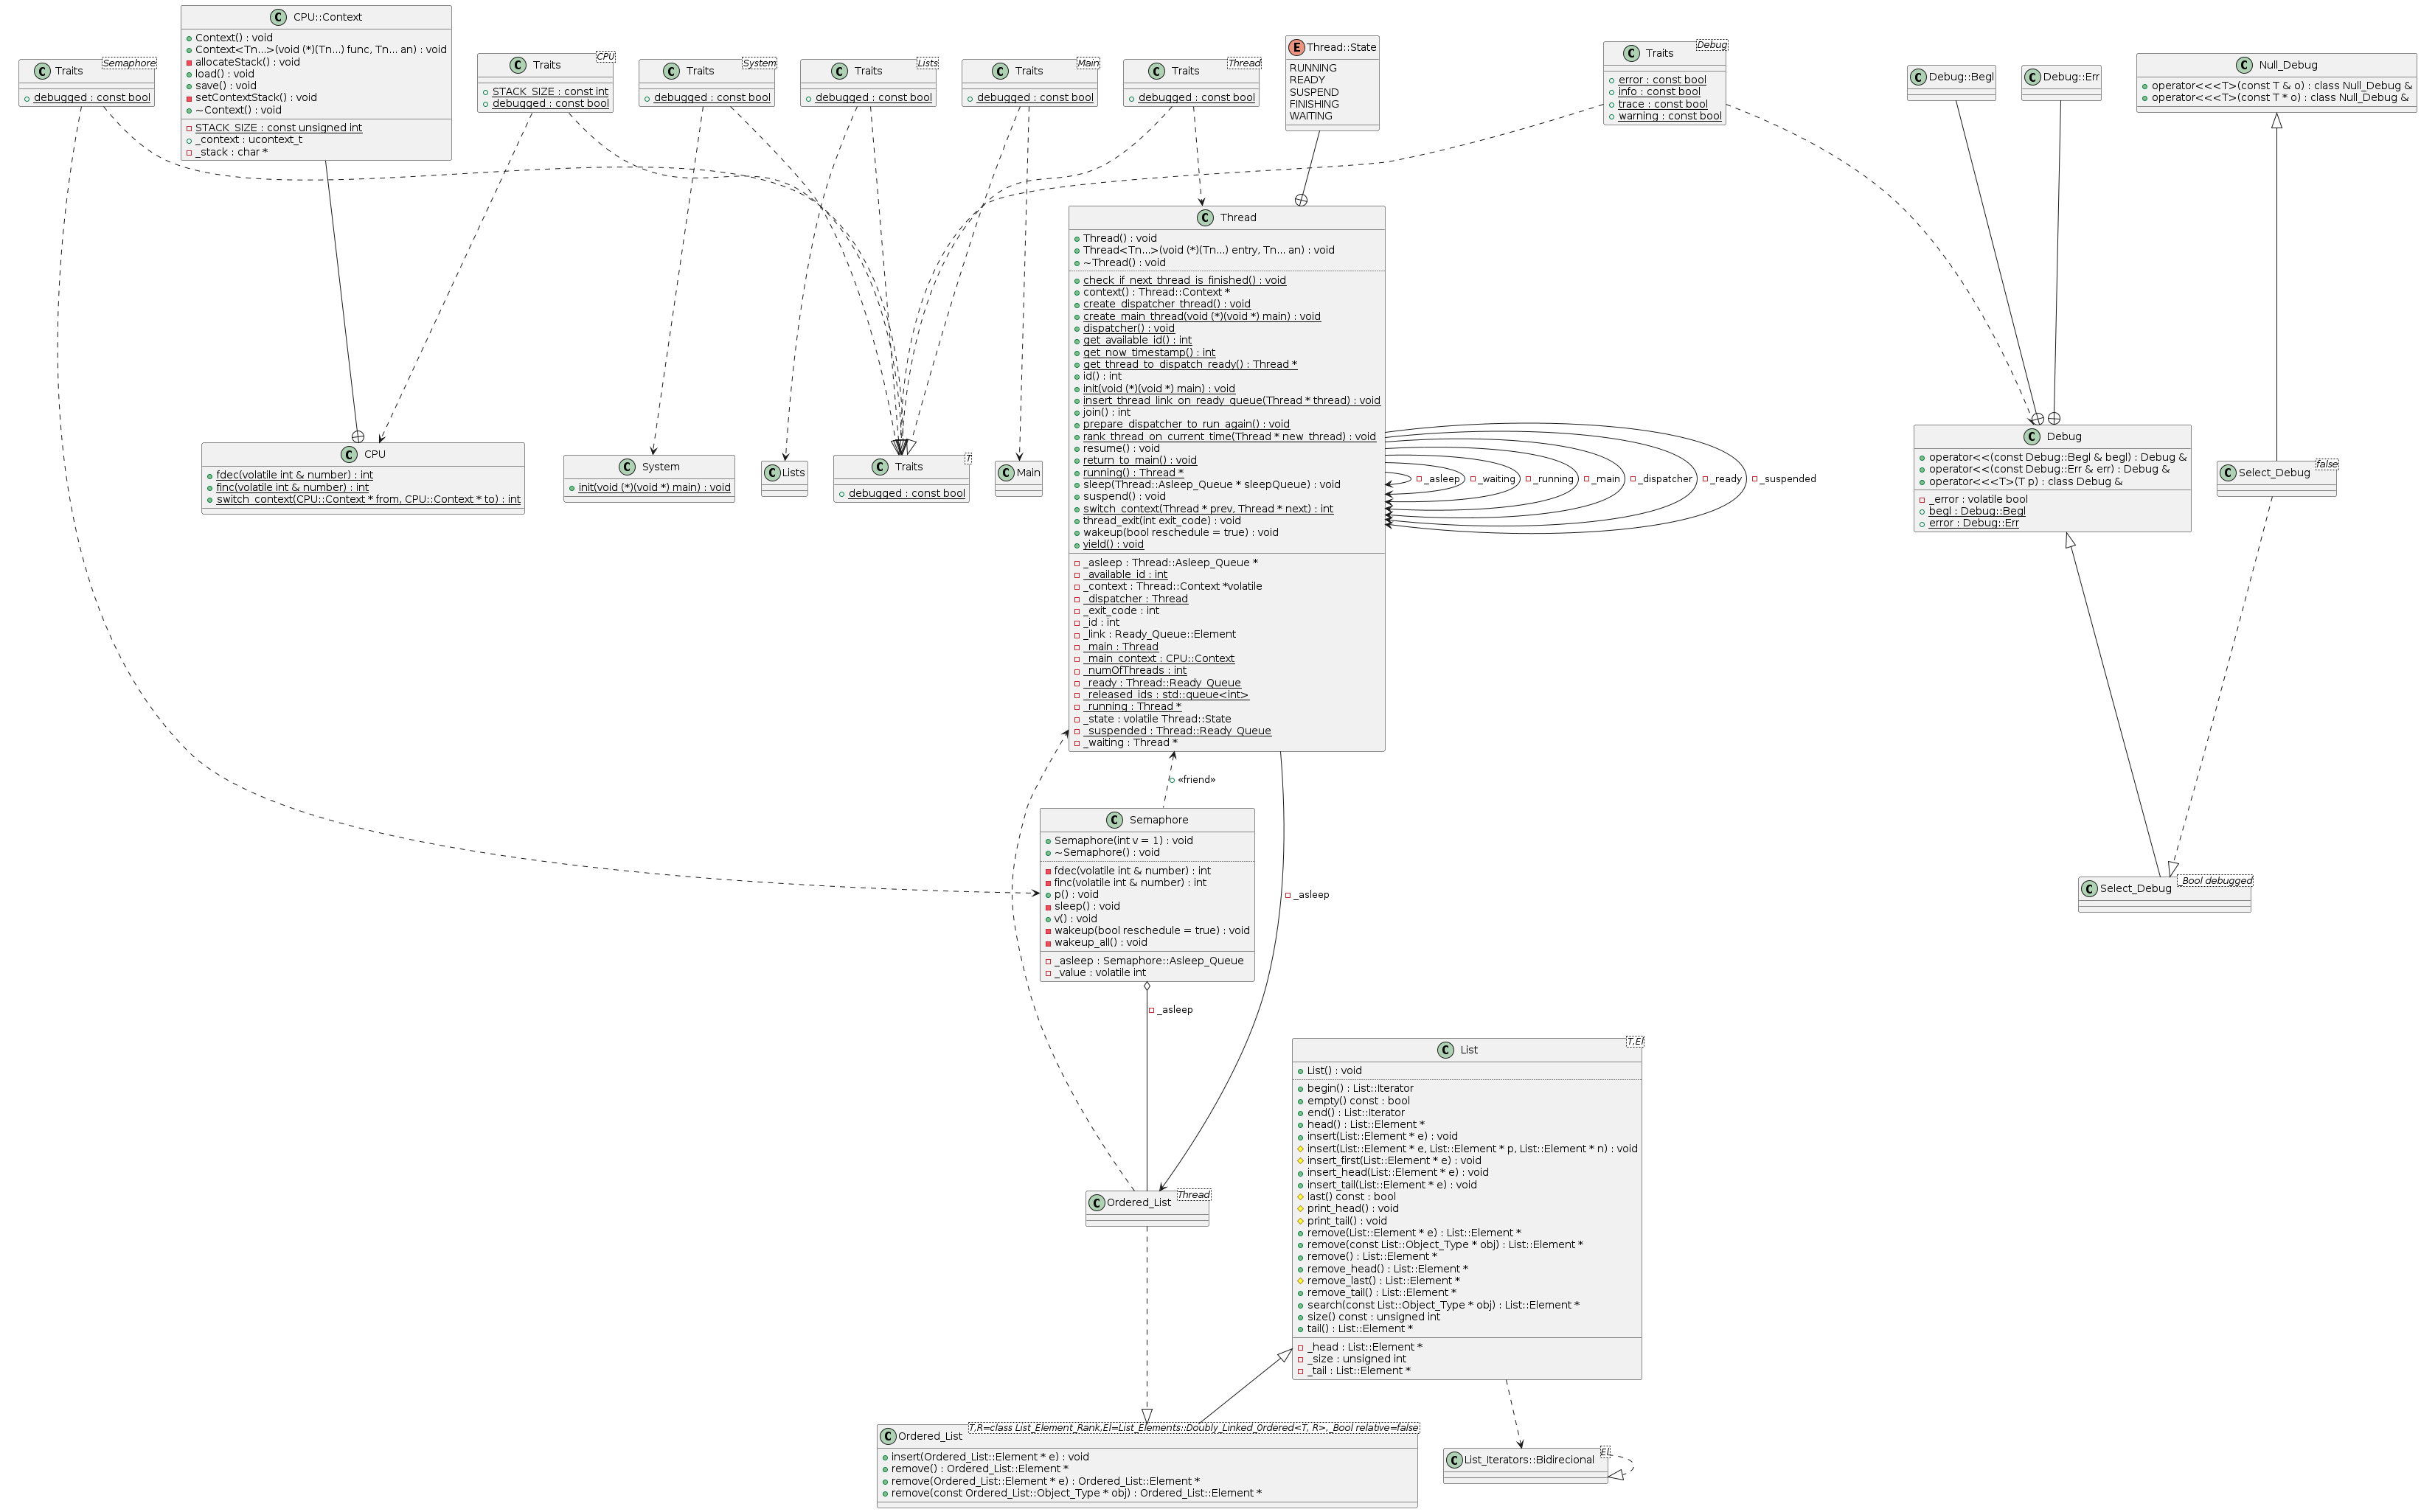 CPU::Context
Context() : void
Context<Tn...>(void (*)(Tn...) func, Tn... an) : void
allocateStack() : void
load() : void
save() : void
setContextStack() : void
~Context() : void
STACK_SIZE : const unsigned int
_context : ucontext_t
_stack : char *
Traits
Semaphore
debugged : const bool
Traits
CPU
STACK_SIZE : const int
debugged : const bool
Traits
System
debugged : const bool
Traits
Lists
debugged : const bool
Traits
Main
debugged : const bool
Traits
Thread
debugged : const bool
Thread::State
RUNNING
READY
SUSPEND
FINISHING
WAITING
Traits
Debug
error : const bool
info : const bool
trace : const bool
warning : const bool
Debug::Begl
Debug::Err
Null_Debug
operator<<<T>(const T & o) : class Null_Debug &
operator<<<T>(const T * o) : class Null_Debug &
Thread
Thread() : void
Thread<Tn...>(void (*)(Tn...) entry, Tn... an) : void
~Thread() : void
check_if_next_thread_is_finished() : void
context() : Thread::Context *
create_dispatcher_thread() : void
create_main_thread(void (*)(void *) main) : void
dispatcher() : void
get_available_id() : int
get_now_timestamp() : int
get_thread_to_dispatch_ready() : Thread *
id() : int
init(void (*)(void *) main) : void
insert_thread_link_on_ready_queue(Thread * thread) : void
join() : int
prepare_dispatcher_to_run_again() : void
rank_thread_on_current_time(Thread * new_thread) : void
resume() : void
return_to_main() : void
running() : Thread *
sleep(Thread::Asleep_Queue * sleepQueue) : void
suspend() : void
switch_context(Thread * prev, Thread * next) : int
thread_exit(int exit_code) : void
wakeup(bool reschedule = true) : void
yield() : void
_asleep : Thread::Asleep_Queue *
_available_id : int
_context : Thread::Context *volatile
_dispatcher : Thread
_exit_code : int
_id : int
_link : Ready_Queue::Element
_main : Thread
_main_context : CPU::Context
_numOfThreads : int
_ready : Thread::Ready_Queue
_released_ids : std::queue<int>
_running : Thread *
_state : volatile Thread::State
_suspended : Thread::Ready_Queue
_waiting : Thread *
_asleep
_waiting
_running
_main
_dispatcher
_ready
_suspended
CPU
fdec(volatile int & number) : int
finc(volatile int & number) : int
switch_context(CPU::Context * from, CPU::Context * to) : int
System
init(void (*)(void *) main) : void
Lists
Traits
T
debugged : const bool
Main
Debug
operator<<(const Debug::Begl & begl) : Debug &
operator<<(const Debug::Err & err) : Debug &
operator<<<T>(T p) : class Debug &
_error : volatile bool
begl : Debug::Begl
error : Debug::Err
Select_Debug
false
«friend»
Semaphore
Semaphore(int v = 1) : void
~Semaphore() : void
fdec(volatile int & number) : int
finc(volatile int & number) : int
p() : void
sleep() : void
v() : void
wakeup(bool reschedule = true) : void
wakeup_all() : void
_asleep : Semaphore::Asleep_Queue
_value : volatile int
_asleep
Select_Debug
_Bool debugged
_asleep
List
T,El
List() : void
begin() : List::Iterator
empty() const : bool
end() : List::Iterator
head() : List::Element *
insert(List::Element * e) : void
insert(List::Element * e, List::Element * p, List::Element * n) : void
insert_first(List::Element * e) : void
insert_head(List::Element * e) : void
insert_tail(List::Element * e) : void
last() const : bool
print_head() : void
print_tail() : void
remove(List::Element * e) : List::Element *
remove(const List::Object_Type * obj) : List::Element *
remove() : List::Element *
remove_head() : List::Element *
remove_last() : List::Element *
remove_tail() : List::Element *
search(const List::Object_Type * obj) : List::Element *
size() const : unsigned int
tail() : List::Element *
_head : List::Element *
_size : unsigned int
_tail : List::Element *
Ordered_List
Thread
Ordered_List
T,R=class List_Element_Rank,El=List_Elements::Doubly_Linked_Ordered<T, R>,_Bool relative=false
insert(Ordered_List::Element * e) : void
remove() : Ordered_List::Element *
remove(Ordered_List::Element * e) : Ordered_List::Element *
remove(const Ordered_List::Object_Type * obj) : Ordered_List::Element *
List_Iterators::Bidirecional
El